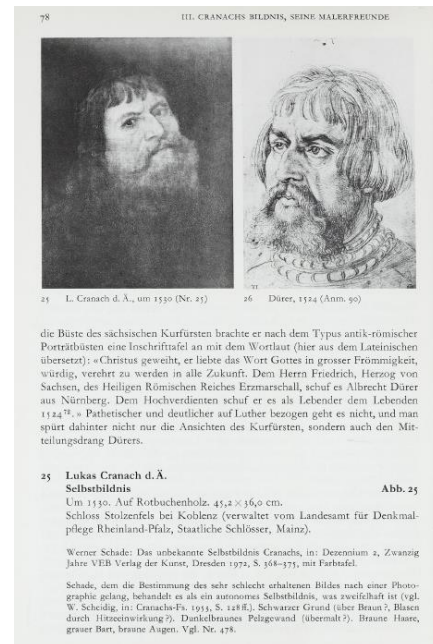 78 III. CRANACHS BILDNIS, SEINE MALERFREUNDE
25 L. Cranach d. Ä., um 1530 (Nr. 25)
26 Dürer, 1524 (Anm. 90)
die Büste des sächsischen Kurfürsten brachte er nach dem Typus antik-römischer
Porträtbüsten eine Inschrifttafel an mit dem Wortlaut (hier aus dem Lateinischen
übersetzt): «Christus geweiht, er liebte das Wort Gottes in grosser Frömmigkeit,
würdig, verehrt zu werden in alle Zukunft. Dem Herrn Friedrich, Herzog von
Sachsen, des Heiligen Römischen Reiches Erzmarschall, schuf es Albrecht Dürer
aus Nürnberg. Dem Hochverdienten schuf er es als Lebender dem Lebenden
1524⁷⁸.» Pathetischer und deutlicher auf Luther bezogen geht es nicht, und man
spürt dahinter nicht nur die Ansichten des Kurfürsten, sondern auch den Mit-
teilungsdrang Dürers.
25 Lukas Cranach d. Ä.
Selbstbildnis Abb. 25
Um 1530. Auf Rotbuchenholz. 45,2 × 36,0 cm.
Schloss Stolzenfels bei Koblenz (verwaltet vom Landesamt für Denkmal-
pflege Rheinland-Pfalz, Staatliche Schlösser, Mainz).
Werner Schade: Das unbekannte Selbstbildnis Cranachs, in: Dezennium 2, Zwanzig
Jahre VEB Verlag der Kunst, Dresden 1972, S. 368–375, mit Farbtafel.
Schade, dem die Bestimmung des sehr schlecht erhaltenen Bildes nach einer Photo-
graphie gelang, behandelt es als ein autonomes Selbstbildnis, was zweifelhaft ist (vgl.
W. Scheidig, in: Cranachs-Fs. 1953, S. 128 ff.). Schwarzer Grund (über Braun?, Blasen
durch Hitzeeinwirkung?). Dunkelbraunes Pelzgewand (übermalt?). Braune Haare,
grauer Bart, braune Augen. Vgl. Nr. 478.